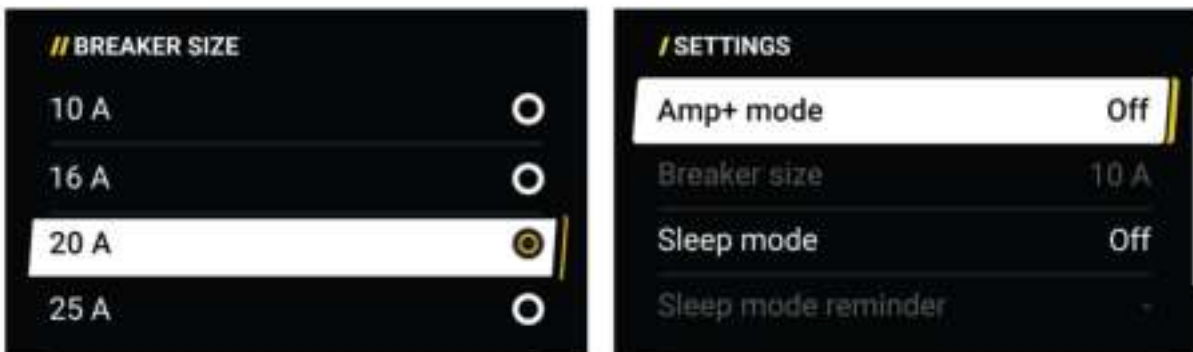 // BREAKER SIZE
10 A
16 A
20 A
25 A
/ SETTINGS
Amp+ mode Off
Breaker size 10 A
Sleep mode Off
Sleep mode reminder -